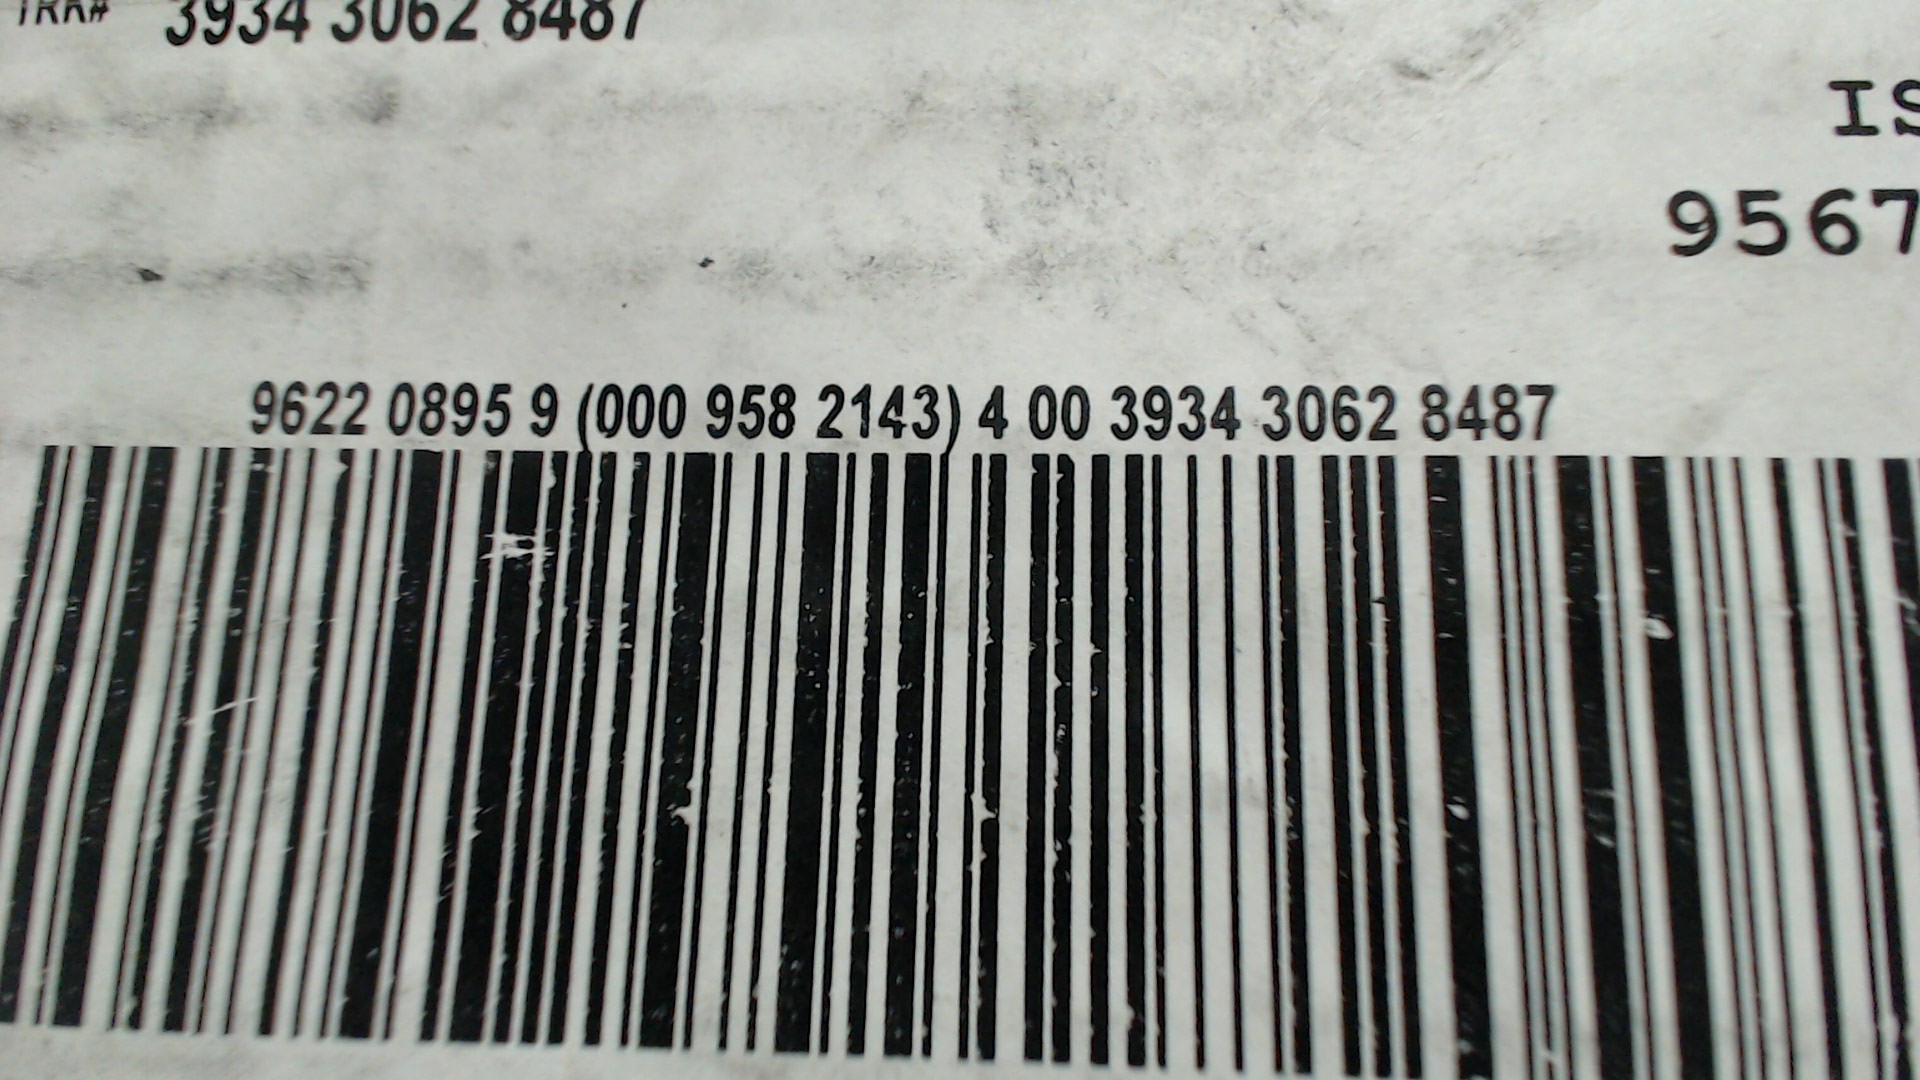 TRK# 3934 3062 8487
IS
9567
9622 0895 9 (000 958 2143) 4 00 3934 3062 8487